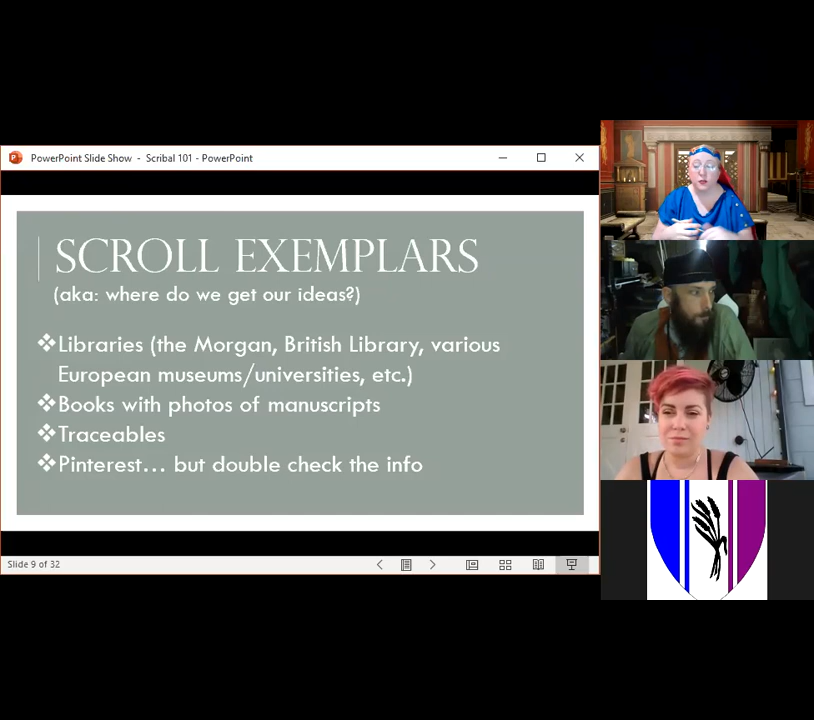 PowerPoint Slide Show - Scribal 101 - PowerPoint
SCROLL EXEMPLARS
(aka: where do we get our ideas?)
❖Libraries (the Morgan, British Library, various
European museums/universities, etc.)
❖Books with photos of manuscripts
❖Traceables
❖Pinterest... but double check the info
Slide 9 of 32